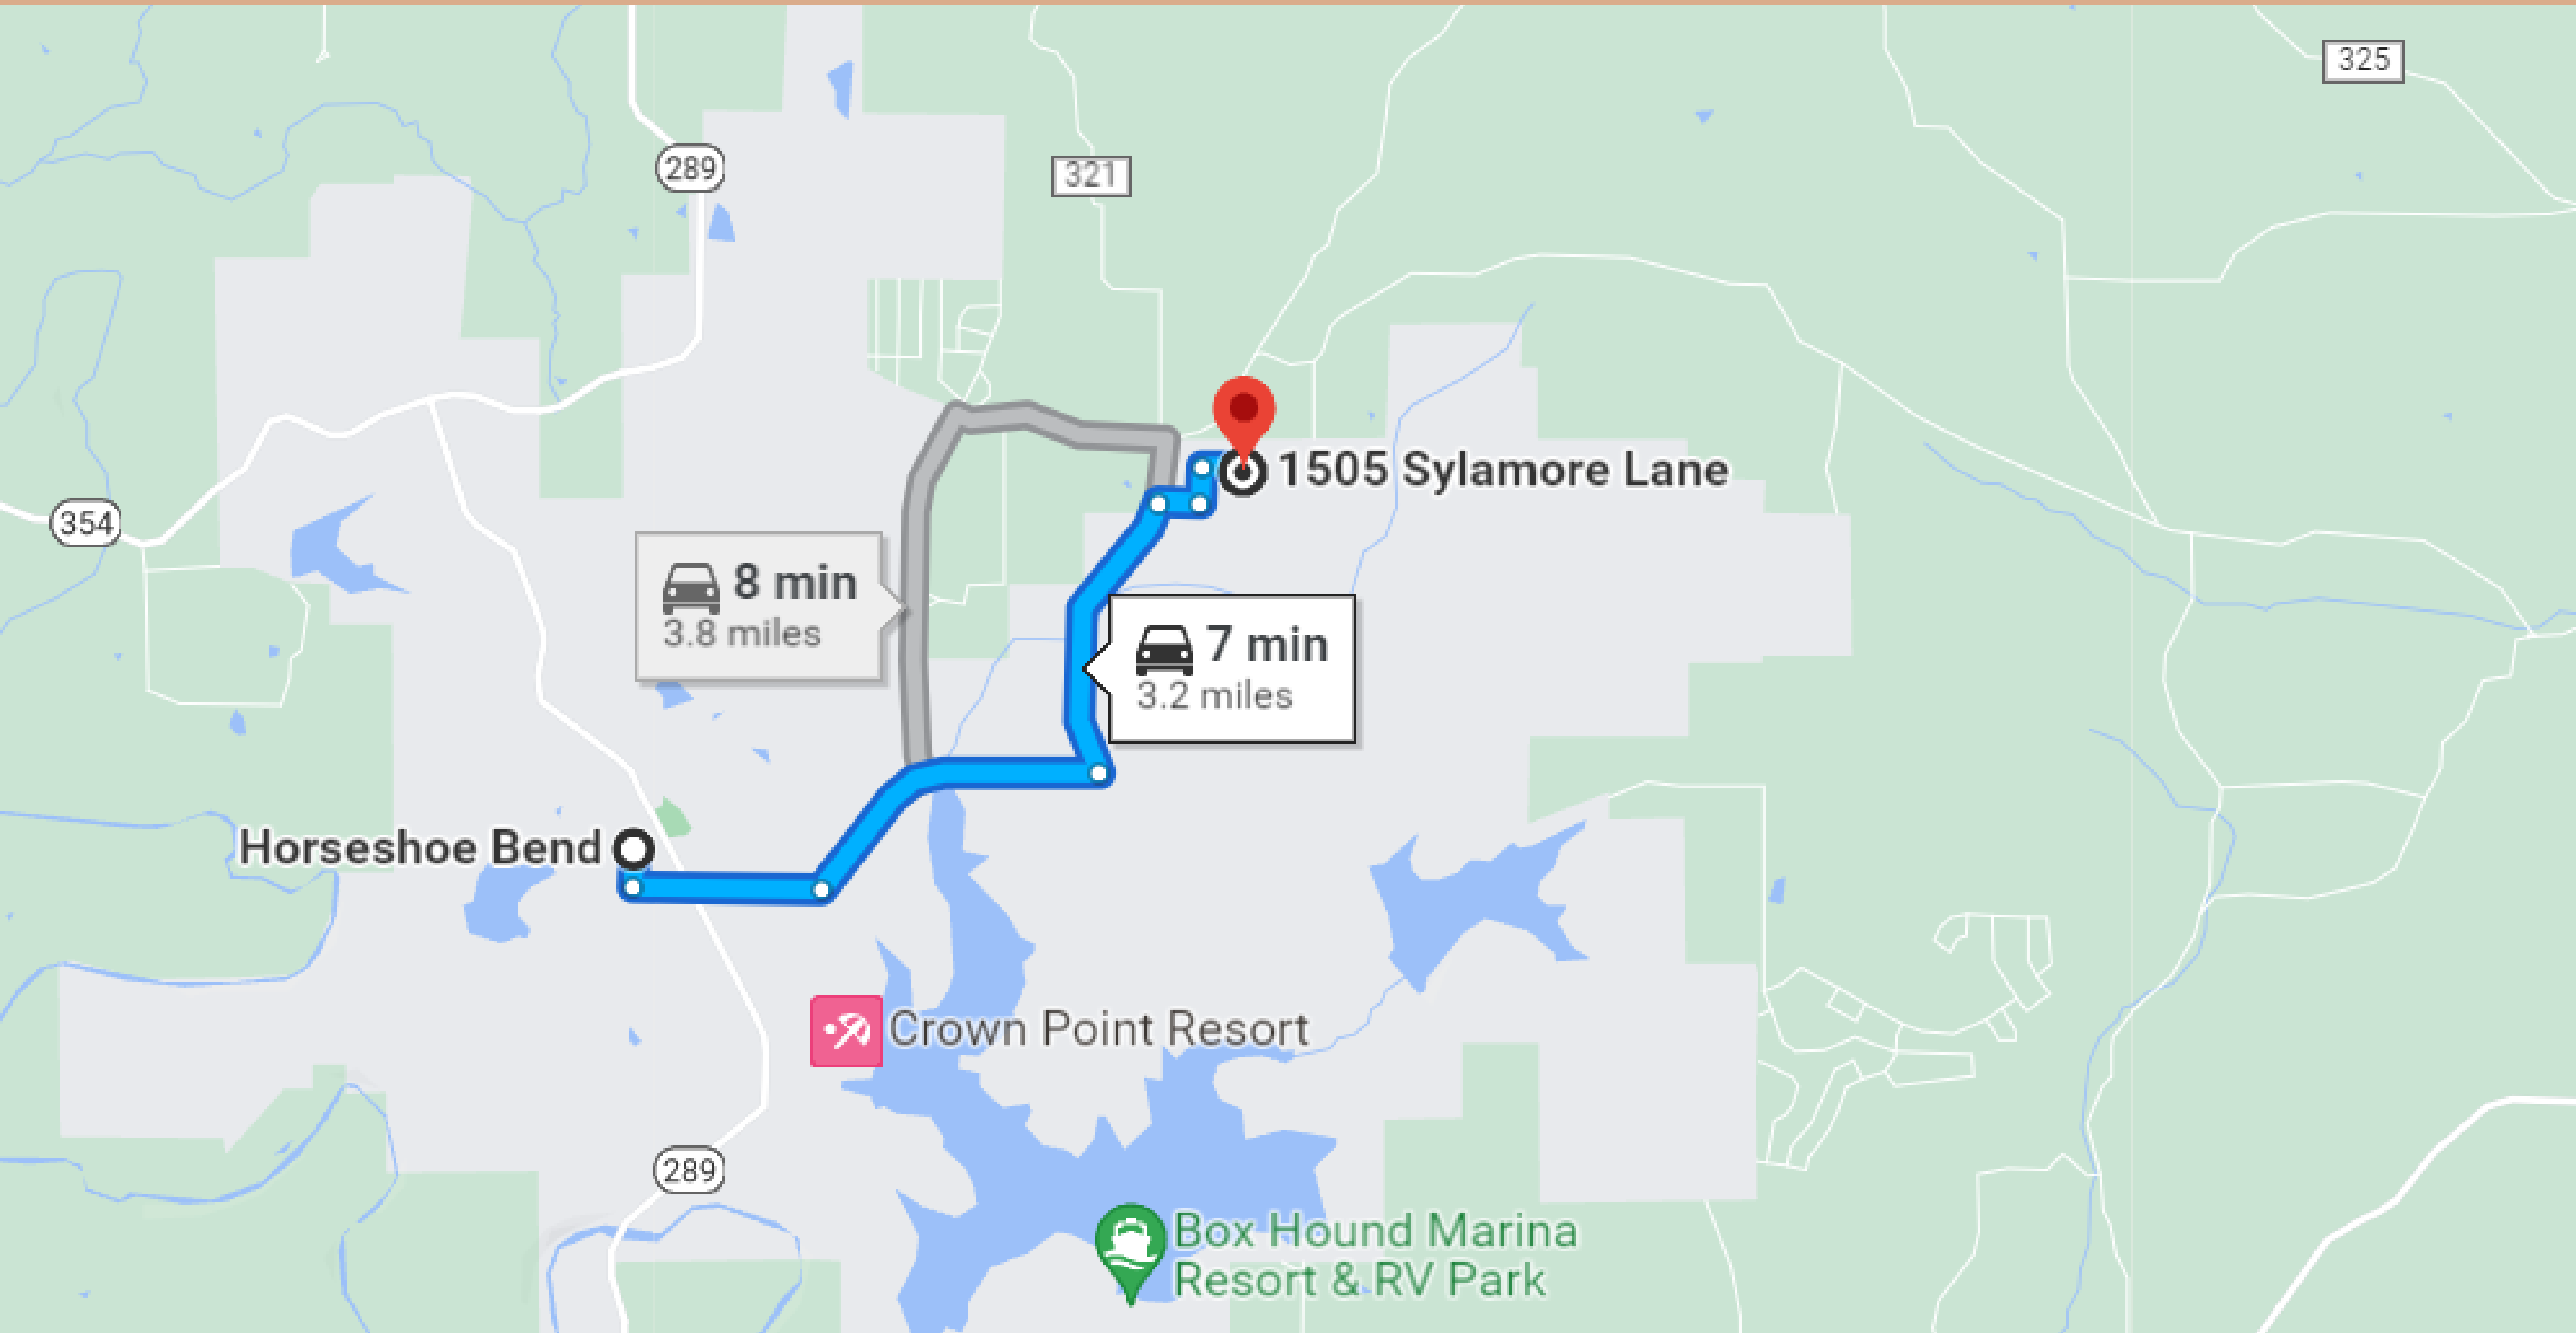 325
289
321
1505 Sylamore Lane
354
8 min
3.8 miles
7 min
3.2 miles
Horseshoe Bend
Crown Point Resort
289
Box Hound Marina
Resort & RV Park